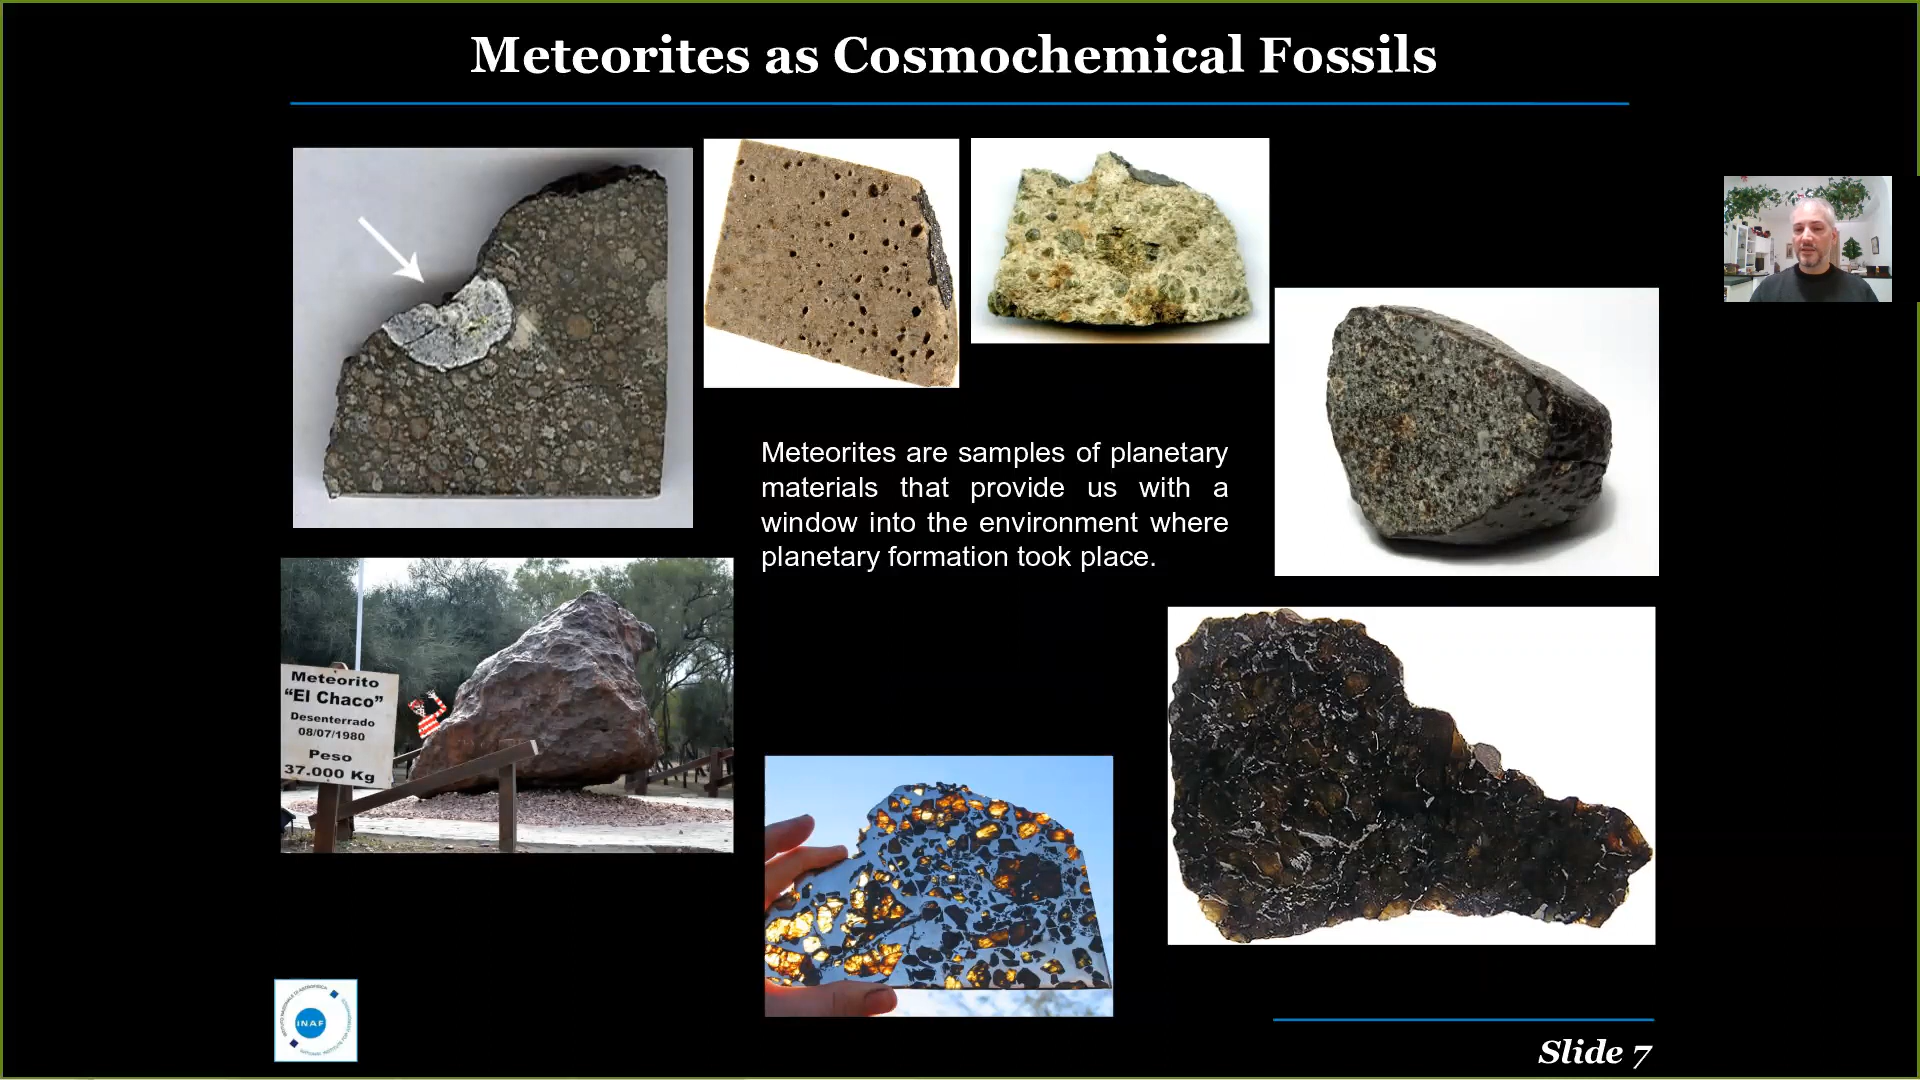 Meteorites as Cosmochemical Fossils
Meteorites are samples of planetary
materials that provide us with a
window into the environment where
planetary formation took place.
Meteorito
“El Chaco”
Desenterrado
08/07/1980
Peso
37.000 Kg
INAF
Slide 7